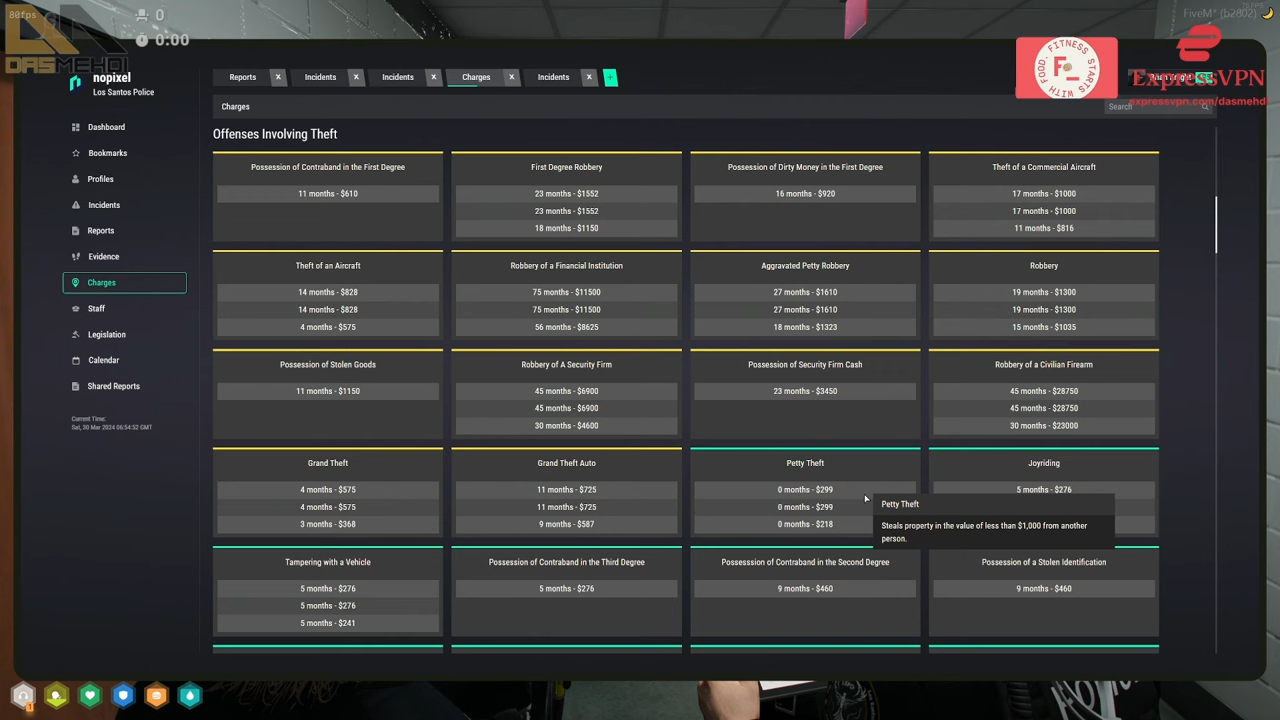 80fps
0
0.00
DASMEHDI
FiveM® (b2802)
FITNESS STARTS WITH FOOD.
F_
ExpressVPN
expressvpn.com/dasmehdi
nopixel
Los Santos Police
Reports x
Incidents x
Incidents x
Charges x
Incidents x
+
Dashboard
Bookmarks
Profiles
Incidents
Reports
Evidence
Charges
Staff
Legislation
Calendar
Shared Reports
Current Time:
Sat, 30 Mar 2024 06:54:52 GMT
Charges
Search
Offenses Involving Theft
Possession of Contraband in the First Degree
11 months - $610
First Degree Robbery
23 months - $1552
23 months - $1552
18 months - $1150
Possession of Dirty Money in the First Degree
16 months - $920
Theft of a Commercial Aircraft
17 months - $1000
17 months - $1000
11 months - $816
Theft of an Aircraft
14 months - $828
14 months - $828
4 months - $575
Robbery of a Financial Institution
75 months - $11500
75 months - $11500
56 months - $8625
Aggravated Petty Robbery
27 months - $1610
27 months - $1610
18 months - $1323
Robbery
19 months - $1300
19 months - $1300
15 months - $1035
Possession of Stolen Goods
11 months - $1150
Robbery of A Security Firm
45 months - $6900
45 months - $6900
30 months - $4600
Possession of Security Firm Cash
23 months - $3450
Robbery of a Civilian Firearm
45 months - $28750
45 months - $28750
30 months - $23000
Grand Theft
4 months - $575
4 months - $575
3 months - $368
Grand Theft Auto
11 months - $725
11 months - $725
9 months - $587
Petty Theft
0 months - $299
0 months - $299
0 months - $218
Joyriding
5 months - $276
Petty Theft
Steals property in the value of less than $1,000 from another
person.
Tampering with a Vehicle
5 months - $276
5 months - $276
5 months - $241
Possession of Contraband in the Third Degree
5 months - $276
Possesssion of Contraband in the Second Degree
9 months - $460
Possession of a Stolen Identification
9 months - $460
1